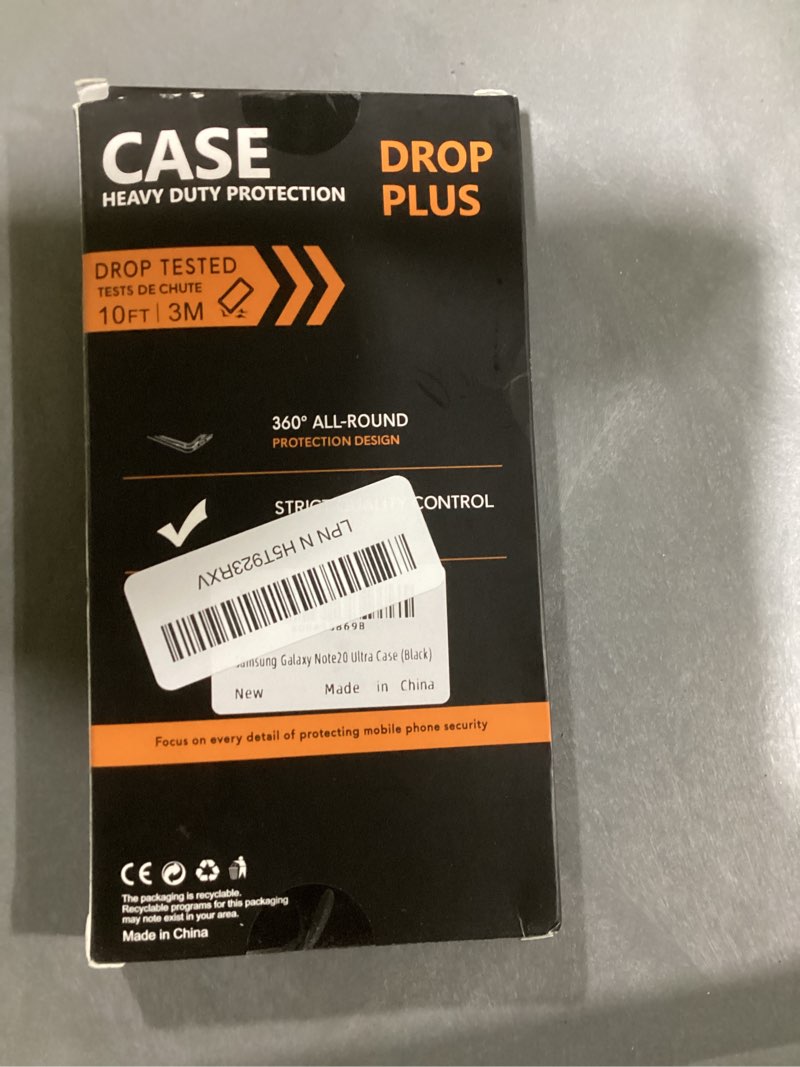 CASE
HEAVY DUTY PROTECTION
DROP
PLUS
DROP TESTED
TESTS DE CHUTE
10FT | 3M
360° ALL-ROUND
PROTECTION DESIGN
STRICT QUALITY CONTROL
LPN N H5T923RXV
Samsung Galaxy Note20 Ultra Case (Black)
New Made in China
Focus on every detail of protecting mobile phone security
CE
The packaging is recyclable.
Recyclable programs for this packaging
may note exist in your area.
Made in China